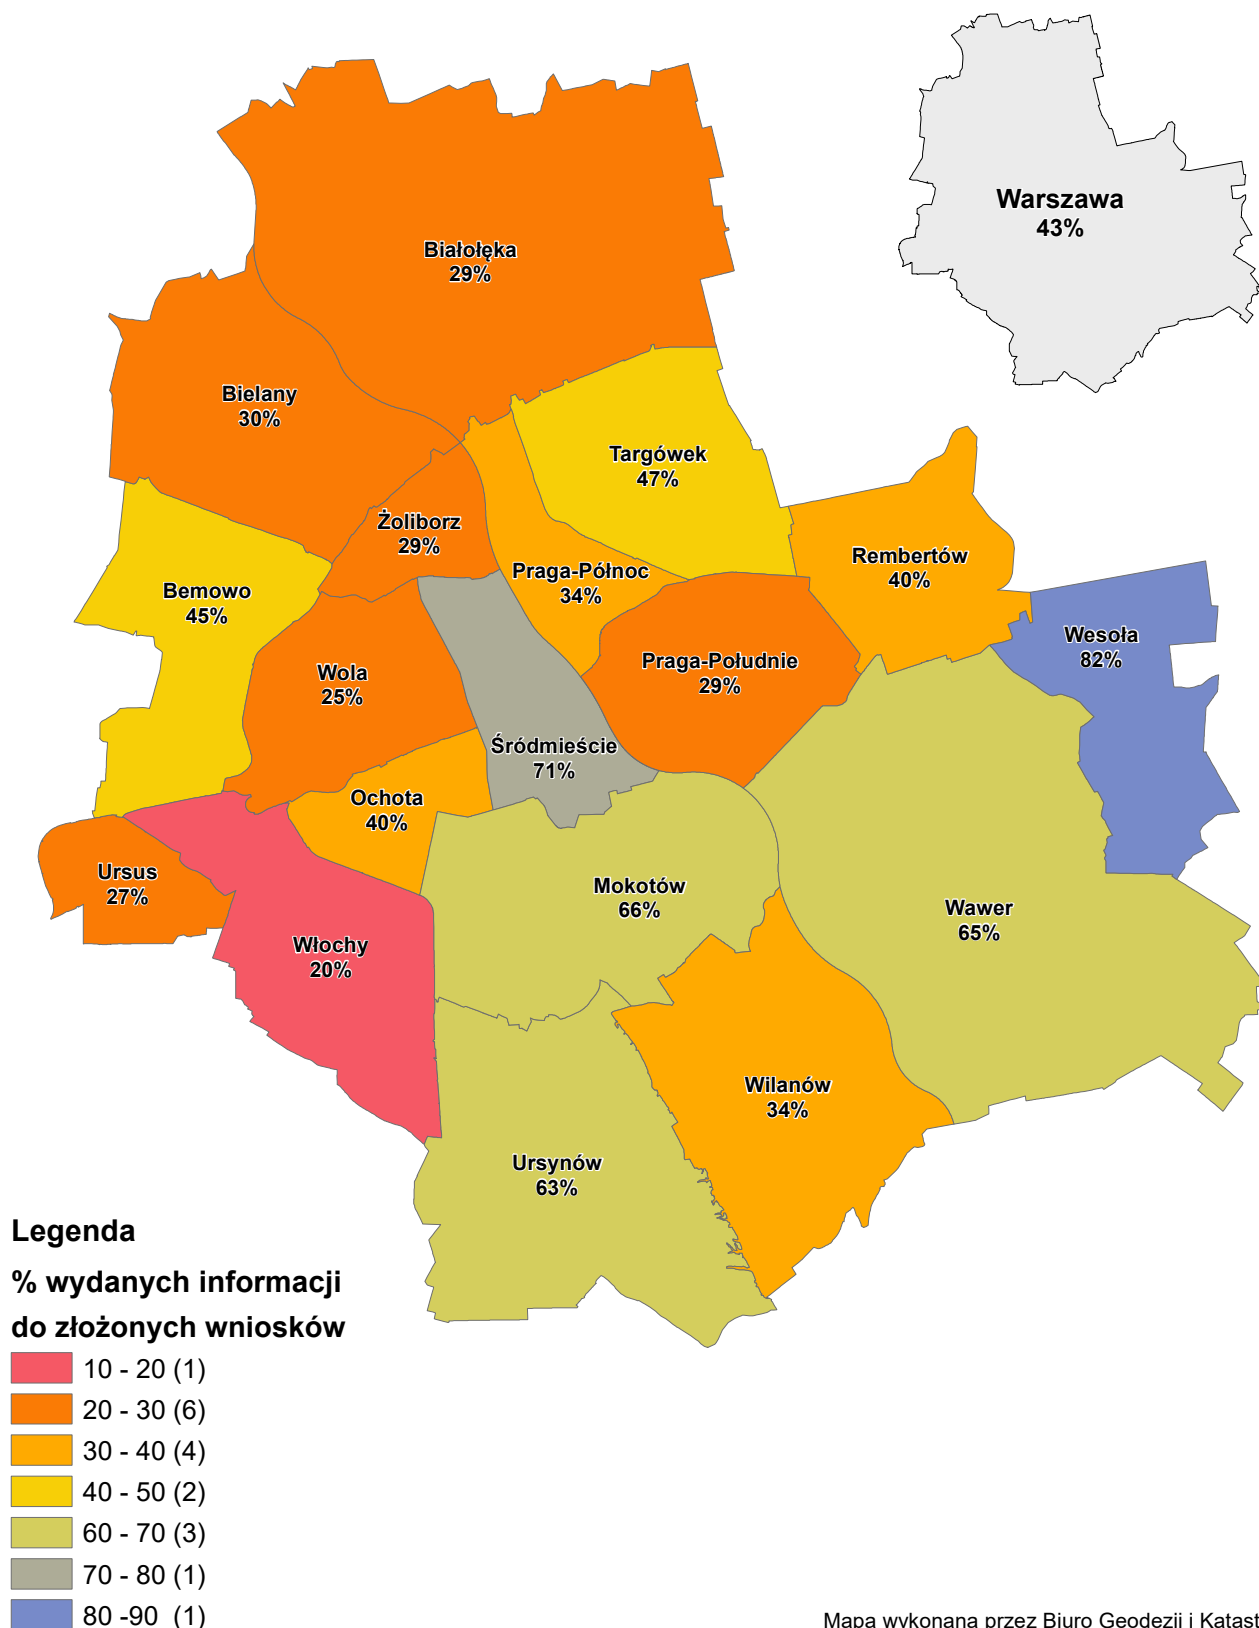 Warszawa
43%
Białołęka
29%
Bielany
30%
Targówek
47%
Żoliborz
29%
Rembertów
40%
Praga-Północ
34%
Bemowo
45%
Wesoła
82%
Praga-Południe
29%
Wola
25%
Śródmieście
71%
Ochota
40%
Ursus
27%
Mokotów
66%
Wawer
65%
Włochy
20%
Wilanów
34%
Ursynów
63%
Legenda
% wydanych informacji
do złożonych wniosków
10 - 20 (1)
20 - 30 (6)
30 - 40 (4)
40 - 50 (2)
60 - 70 (3)
70 - 80 (1)
80 -90 (1)
Mapa wykonana przez Biuro Geodezji i Katast